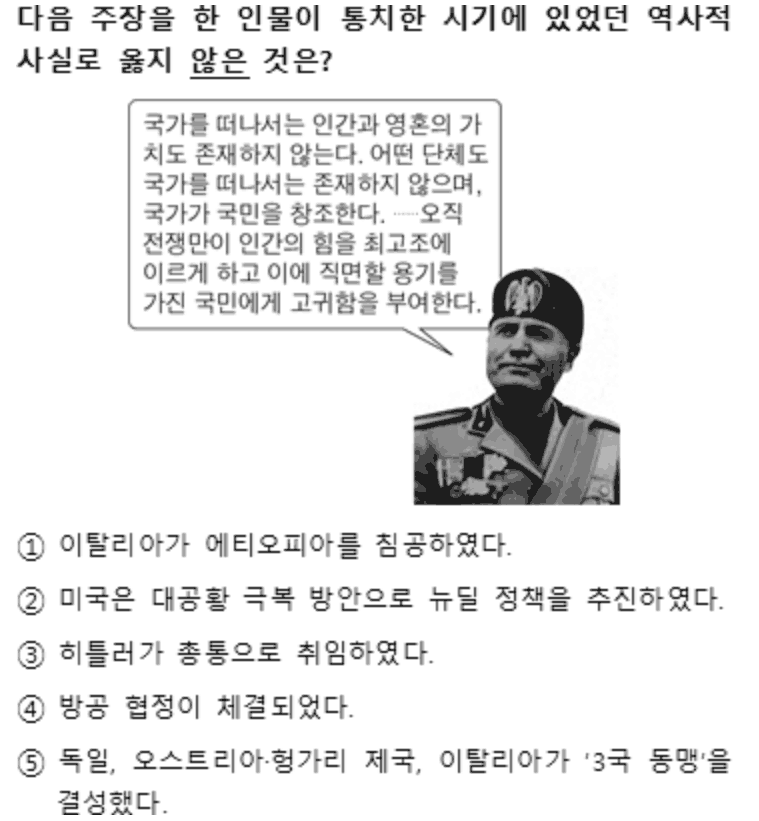 다음 주장을 한 인물이 통치한 시기에 있었던 역사적
사실로 옳지 않은 것은?
국가를 떠나서는 인간과 영혼의 가
치도 존재하지 않는다. 어떤 단체도
국가를 떠나서는 존재하지 않으며,
국가가 국민을 창조한다. ……오직
전쟁만이 인간의 힘을 최고조에
이르게 하고 이에 직면할 용기를
가진 국민에게 고귀함을 부여한다.
① 이탈리아가 에티오피아를 침공하였다.
② 미국은 대공황 극복 방안으로 뉴딜 정책을 추진하였다.
③ 히틀러가 총통으로 취임하였다.
④ 방공 협정이 체결되었다.
⑤ 독일, 오스트리아·헝가리 제국, 이탈리아가 '3국 동맹'을
결성했다.